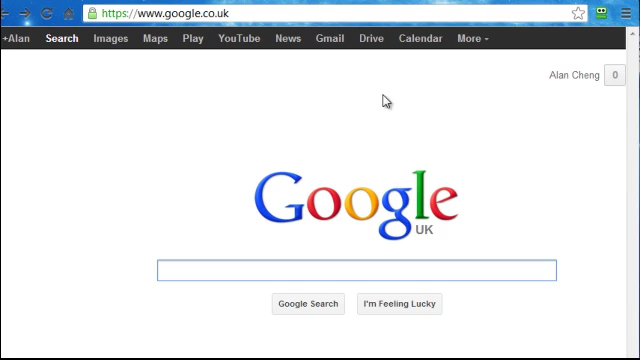 https://www.google.co.uk
+Alan Search Images Maps Play YouTube News Gmail Drive Calendar More
Alan Cheng 0
Google
UK
Google Search I'm Feeling Lucky